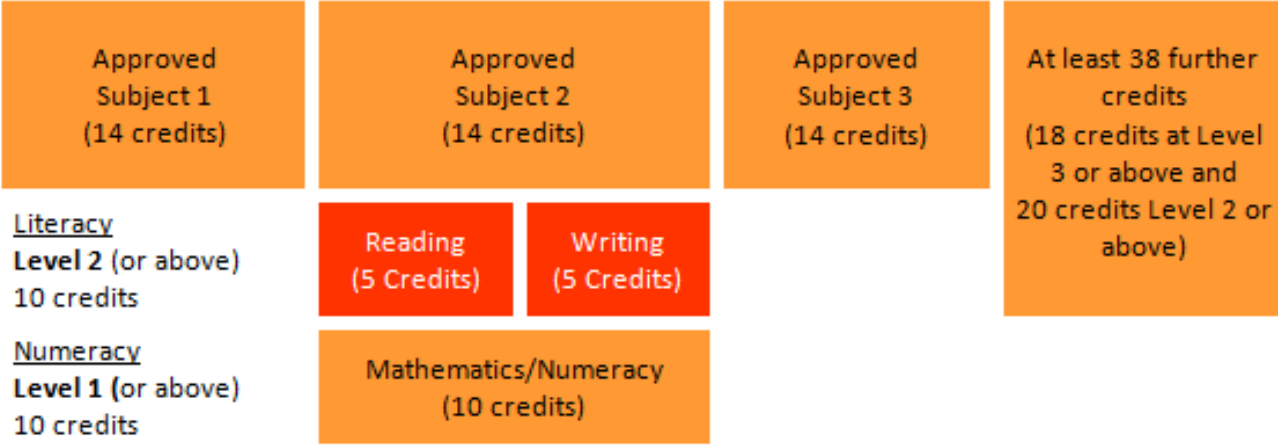 Approved
Subject 1
(14 credits)
Approved
Subject 2
(14 credits)
Approved
Subject 3
(14 credits)
At least 38 further
credits
(18 credits at Level
3 or above and
20 credits Level 2 or
above)
Literacy
Level 2 (or above)
10 credits
Reading
(5 Credits)
Writing
(5 Credits)
Numeracy
Level 1 (or above)
10 credits
Mathematics/Numeracy
(10 credits)